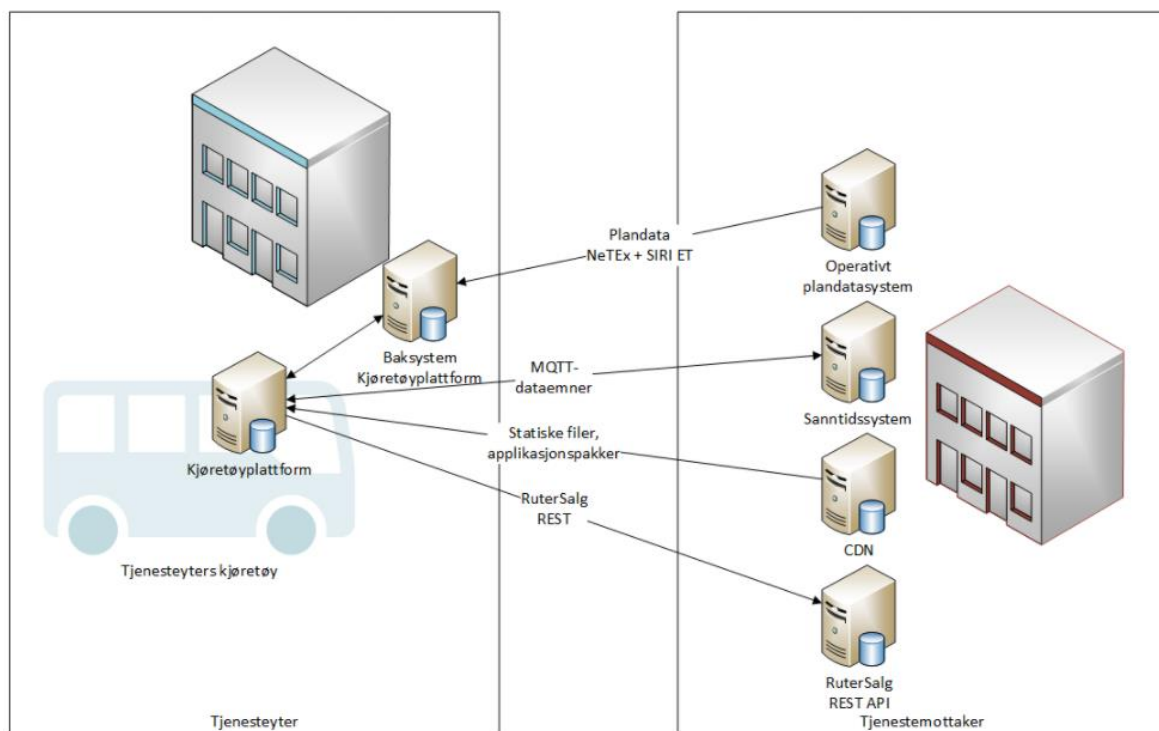 Plandata
NeTEx + SIRI ET
Operativt
plandatasystem
Baksystem
Kjøretøyplattform
MQTT-
dataemner
Sanntidssystem
Kjøretøyplattform
Statiske filer,
applikasjonspakker
RuterSalg
REST
CDN
Tjenesteyters kjøretøy
RuterSalg
REST API
Tjenesteyter
Tjenestemottaker